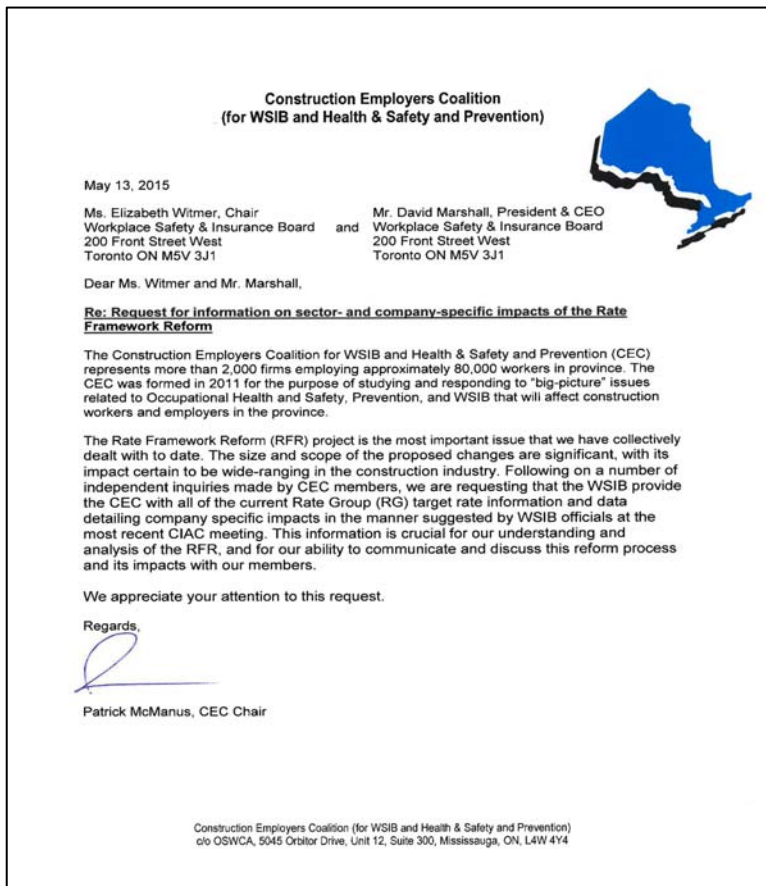 Construction Employers Coalition
(for WSIB and Health & Safety and Prevention)
May 13, 2015
Ms. Elizabeth Witmer, Chair
Workplace Safety & Insurance Board
200 Front Street West
Toronto ON M5V 3J1
and
Mr. David Marshall, President & CEO
Workplace Safety & Insurance Board
200 Front Street West
Toronto ON M5V 3J1
Dear Ms. Witmer and Mr. Marshall,
Re: Request for information on sector- and company-specific impacts of the Rate
Framework Reform
The Construction Employers Coalition for WSIB and Health & Safety and Prevention (CEC)
represents more than 2,000 firms employing approximately 80,000 workers in province. The
CEC was formed in 2011 for the purpose of studying and responding to "big-picture" issues
related to Occupational Health and Safety, Prevention, and WSIB that will affect construction
workers and employers in the province.
The Rate Framework Reform (RFR) project is the most important issue that we have collectively
dealt with to date. The size and scope of the proposed changes are significant, with its
impact certain to be wide-ranging in the construction industry. Following on a number of
independent inquiries made by CEC members, we are requesting that the WSIB provide
the CEC with all of the current Rate Group (RG) target rate information and data
detailing company specific impacts in the manner suggested by WSIB officials at the
most recent CIAC meeting. This information is crucial for our understanding and
analysis of the RFR, and for our ability to communicate and discuss this reform process
and its impacts with our members.
We appreciate your attention to this request.
Regards,
Patrick McManus, CEC Chair
Construction Employers Coalition (for WSIB and Health & Safety and Prevention)
c/o OSWCA, 5045 Orbitor Drive, Unit 12, Suite 300, Mississauga, ON, L4W 4Y4